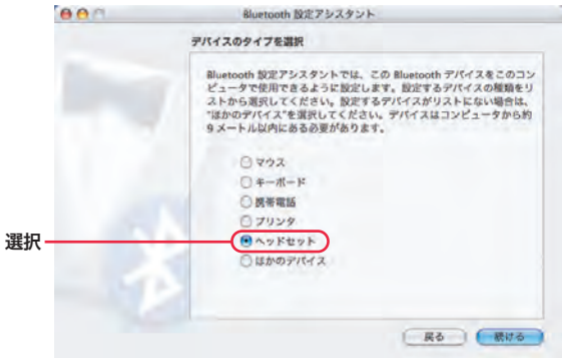 Bluetooth 設定アシスタント
デバイスのタイプを選択
Bluetooth 設定アシスタントでは、この Bluetooth デバイスをこのコン
ピュータで使用できるように設定します。設定するデバイスの種類をリ
ストから選択してください。設定するデバイスがリストにない場合は、
"ほかのデバイス"を選択してください。デバイスはコンピュータから約
9 メートル以内にある必要があります。
マウス
キーボード
携帯電話
プリンタ
選択
ヘッドセット
ほかのデバイス
戻る
続ける